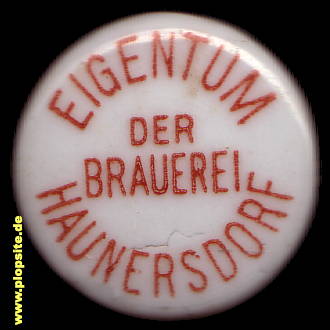 EIGENTUM
DER
BRAUEREI
HAUNERSDORF
www.plopsite.de